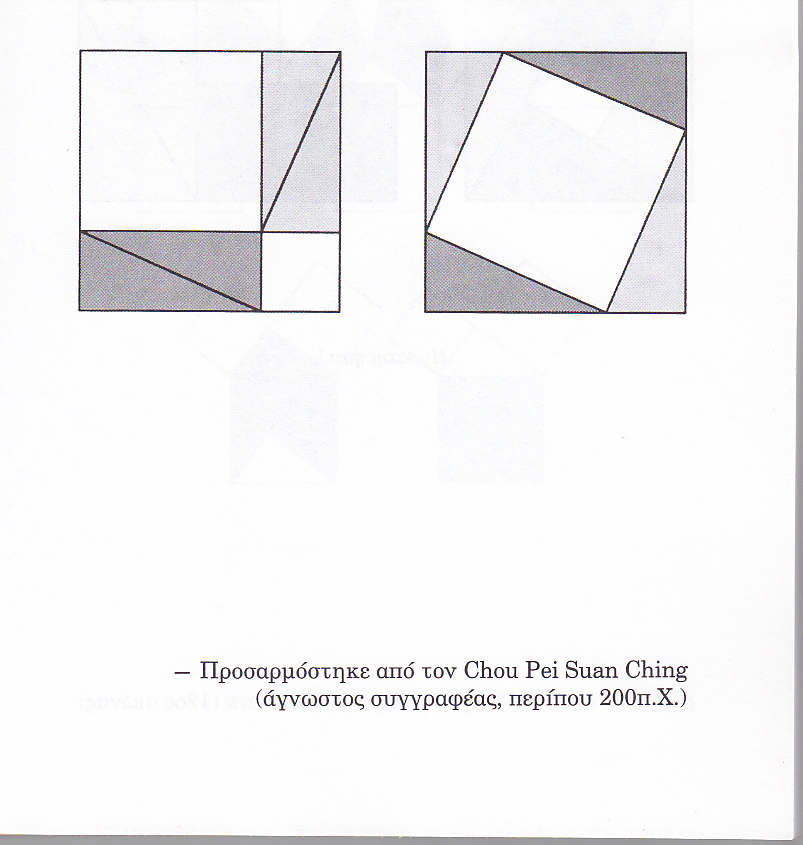 – Προσαρμόστηκε από τον Chou Pei Suan Ching
(άγνωστος συγγραφέας, περίπου 200π.Χ.)